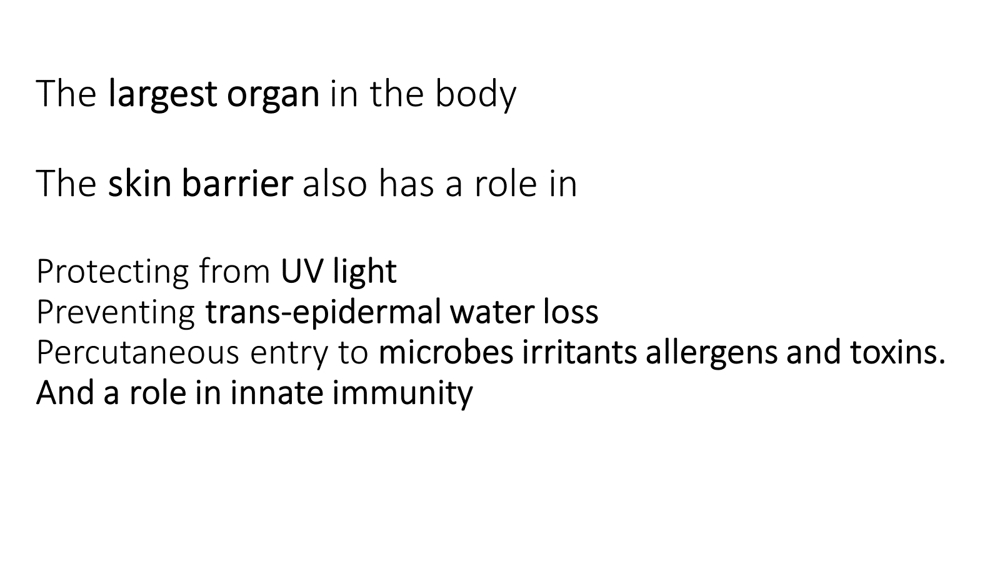 The largest organ in the body
The skin barrier also has a role in
Protecting from UV light
Preventing trans-epidermal water loss
Percutaneous entry to microbes irritants allergens and toxins.
And a role in innate immunity